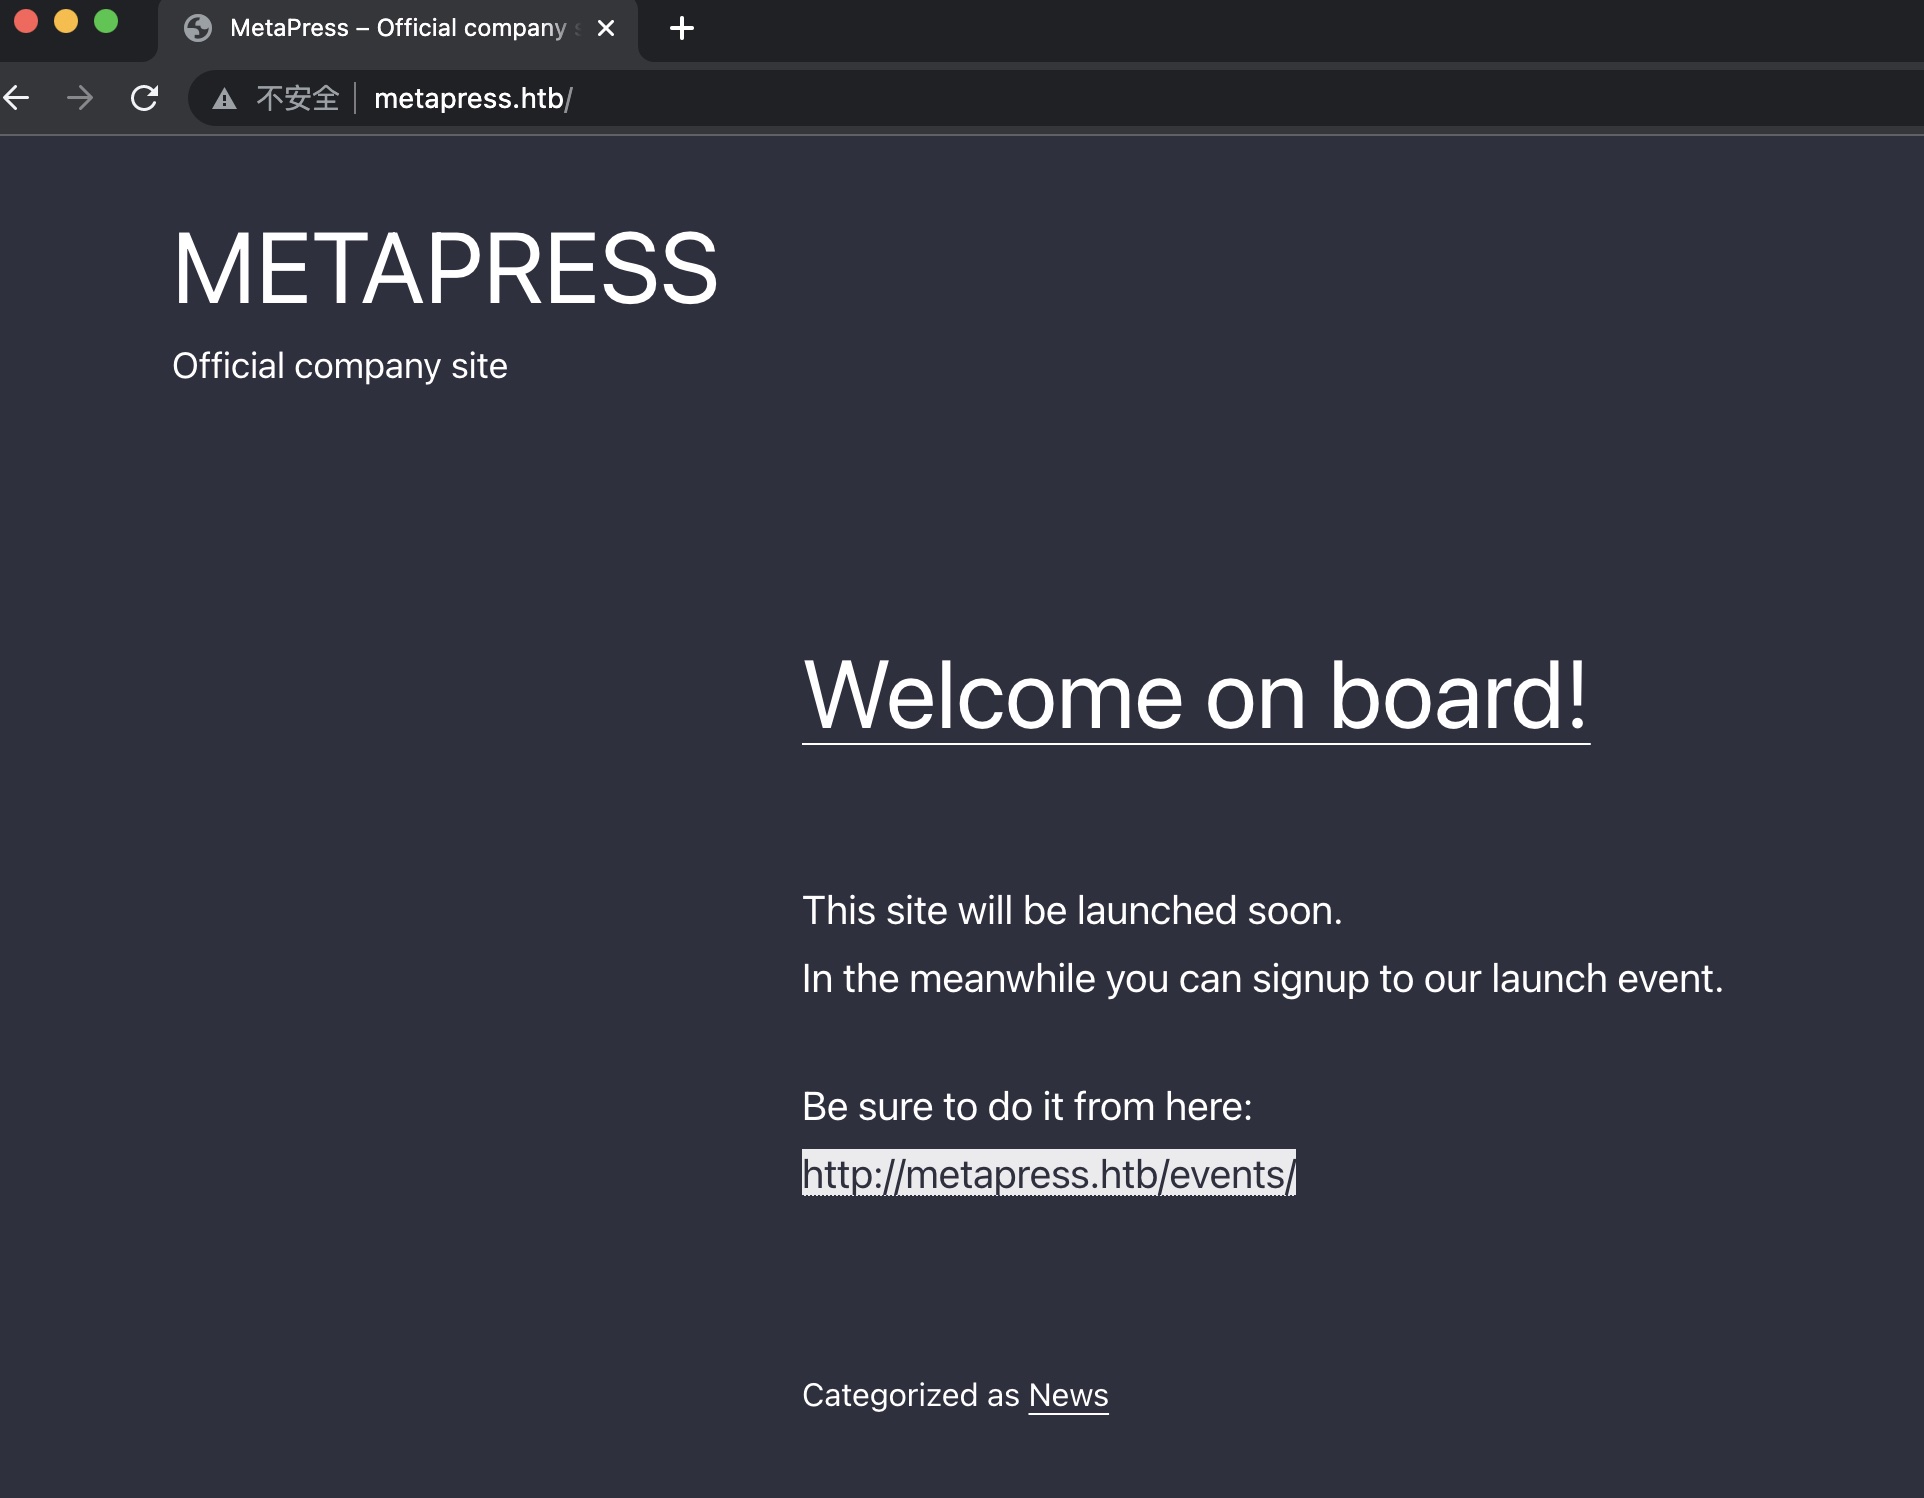 MetaPress – Official company
不安全 metapress.htb/
METAPRESS
Official company site
Welcome on board!
This site will be launched soon.
In the meanwhile you can signup to our launch event.
Be sure to do it from here:
http://metapress.htb/events/
Categorized as News